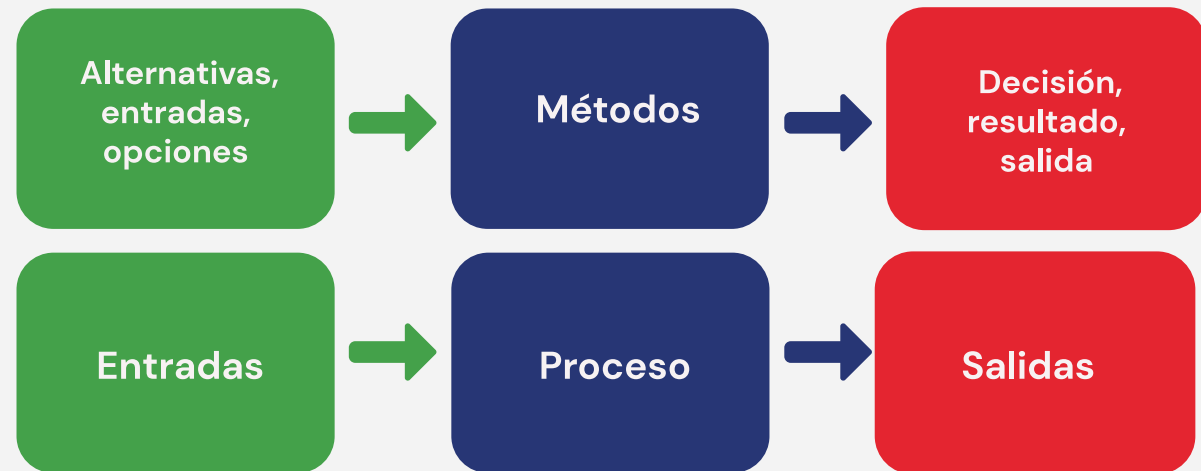 Alternativas,
entradas,
opciones
Métodos
Decisión,
resultado,
salida
Entradas
Proceso
Salidas